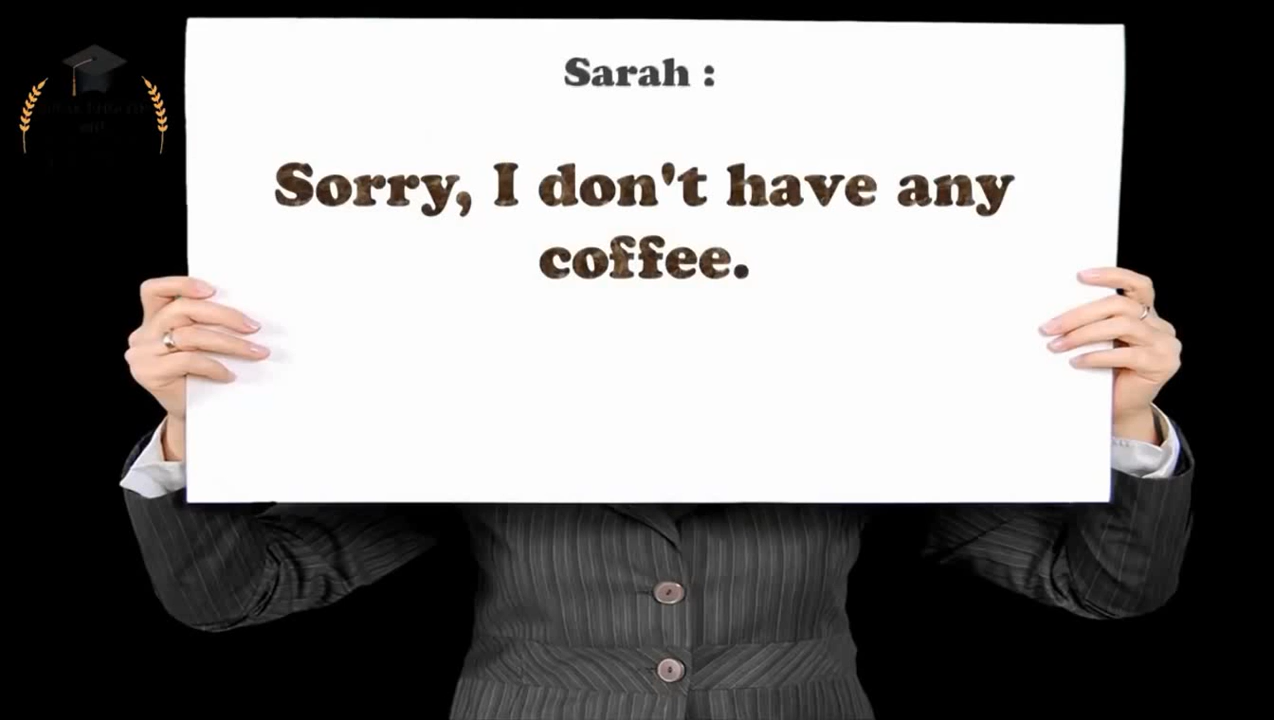 Sarah :
Sorry, I don't have any
coffee.